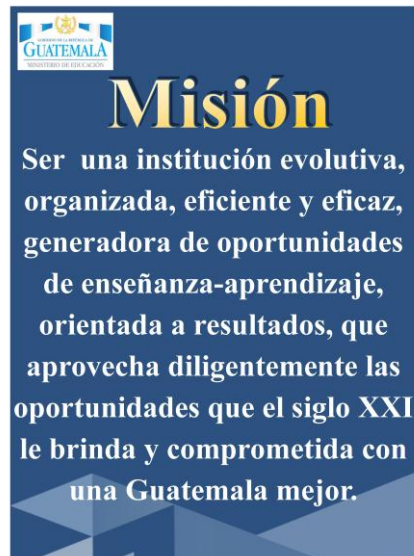 GOBIERNO DE LA REPÚBLICA DE
GUATEMALA
MINISTERIO DE EDUCACIÓN
Misión
Ser una institución evolutiva,
organizada, eficiente y eficaz,
generadora de oportunidades
de enseñanza-aprendizaje,
orientada a resultados, que
aprovecha diligentemente las
oportunidades que el siglo XXI
le brinda y comprometida con
una Guatemala mejor.